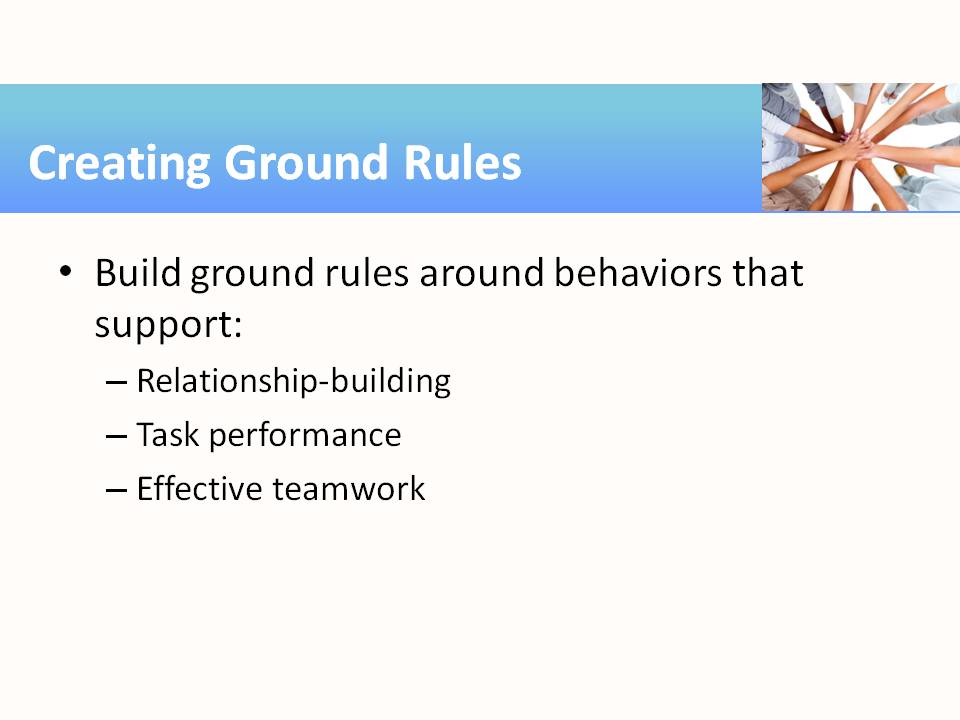 Creating Ground Rules
• Build ground rules around behaviors that
support:
– Relationship-building
– Task performance
– Effective teamwork